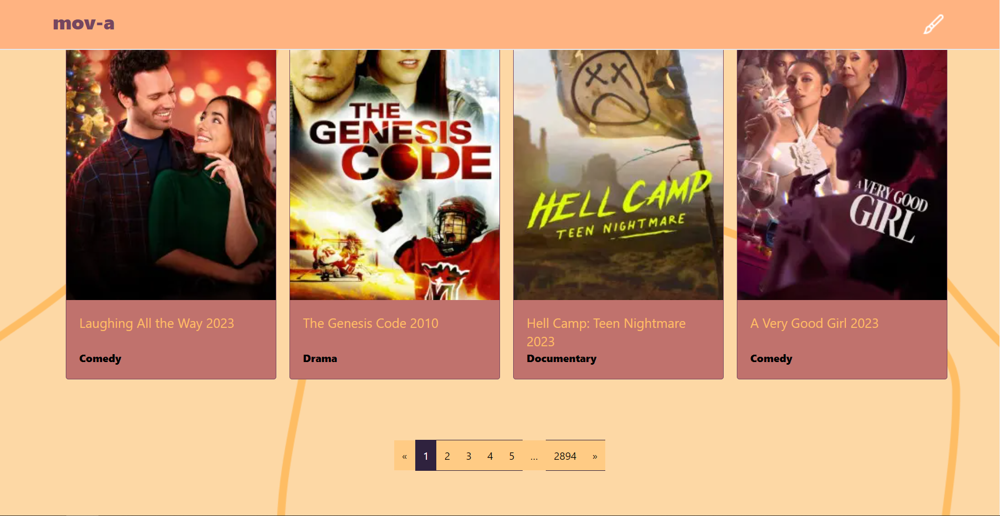 mov-a
THE
GENESIS
CODE
HELL CAMP
TEEN NIGHTMARE
A VERY GOOD
GIRL
Laughing All the Way 2023
The Genesis Code 2010
Hell Camp: Teen Nightmare
2023
A Very Good Girl 2023
Comedy
Drama
Documentary
Comedy
« 1 2 3 4 5 … 2894 »